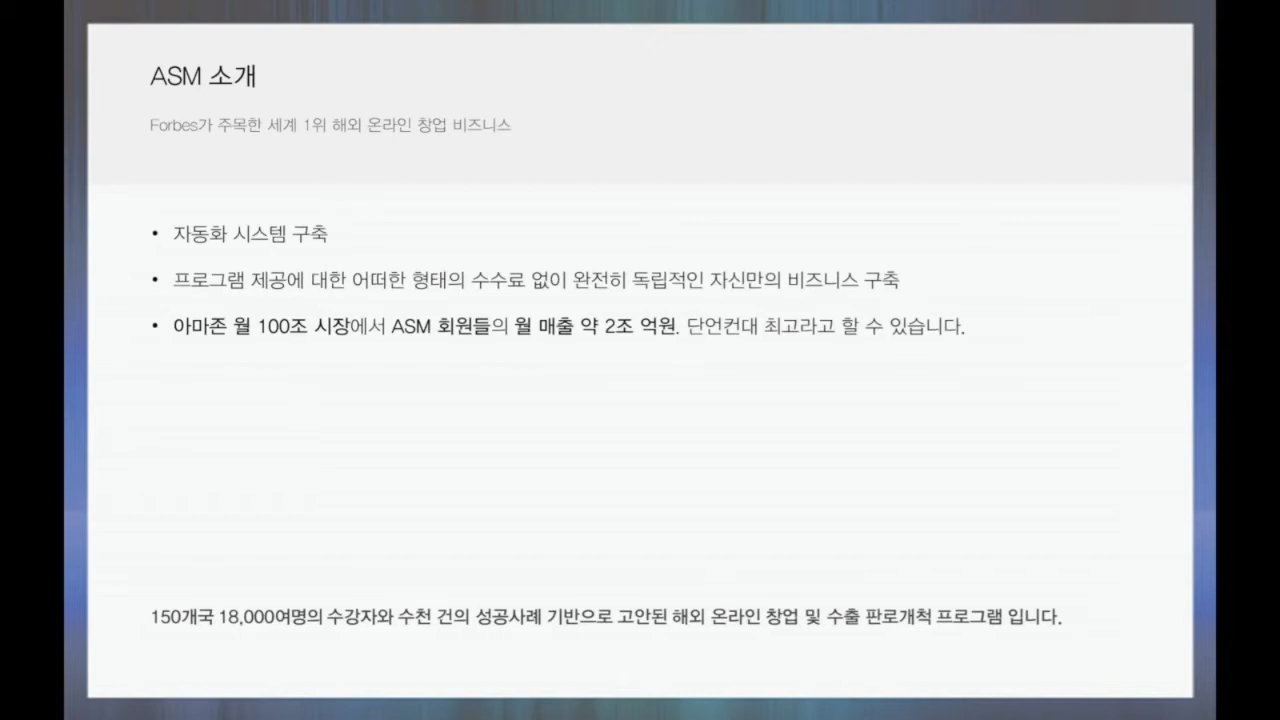 ASM 소개
Forbes가 주목한 세계 1위 해외 온라인 창업 비즈니스
• 자동화 시스템 구축
• 프로그램 제공에 대한 어떠한 형태의 수수료 없이 완전히 독립적인 자신만의 비즈니스 구축
• 아마존 월 100조 시장에서 ASM 회원들의 월 매출 약 2조 억원. 단언컨대 최고라고 할 수 있습니다.
150개국 18,000여명의 수강자와 수천 건의 성공사례 기반으로 고안된 해외 온라인 창업 및 수출 판로개척 프로그램 입니다.